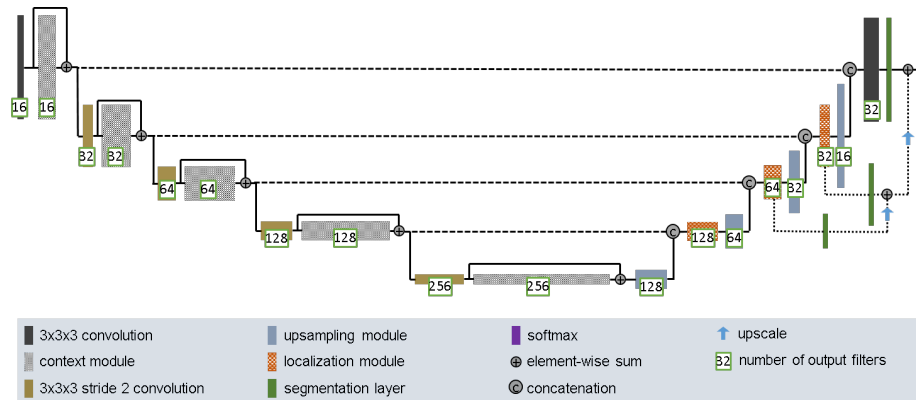 16 16 32
32 32 32 16
64 64 64 32
128 128 128 64
256 256 128
C
C
C
C
3x3x3 convolution
context module
3x3x3 stride 2 convolution
upsampling module
localization module
segmentation layer
softmax
element-wise sum
C concatenation
upscale
32 number of output filters